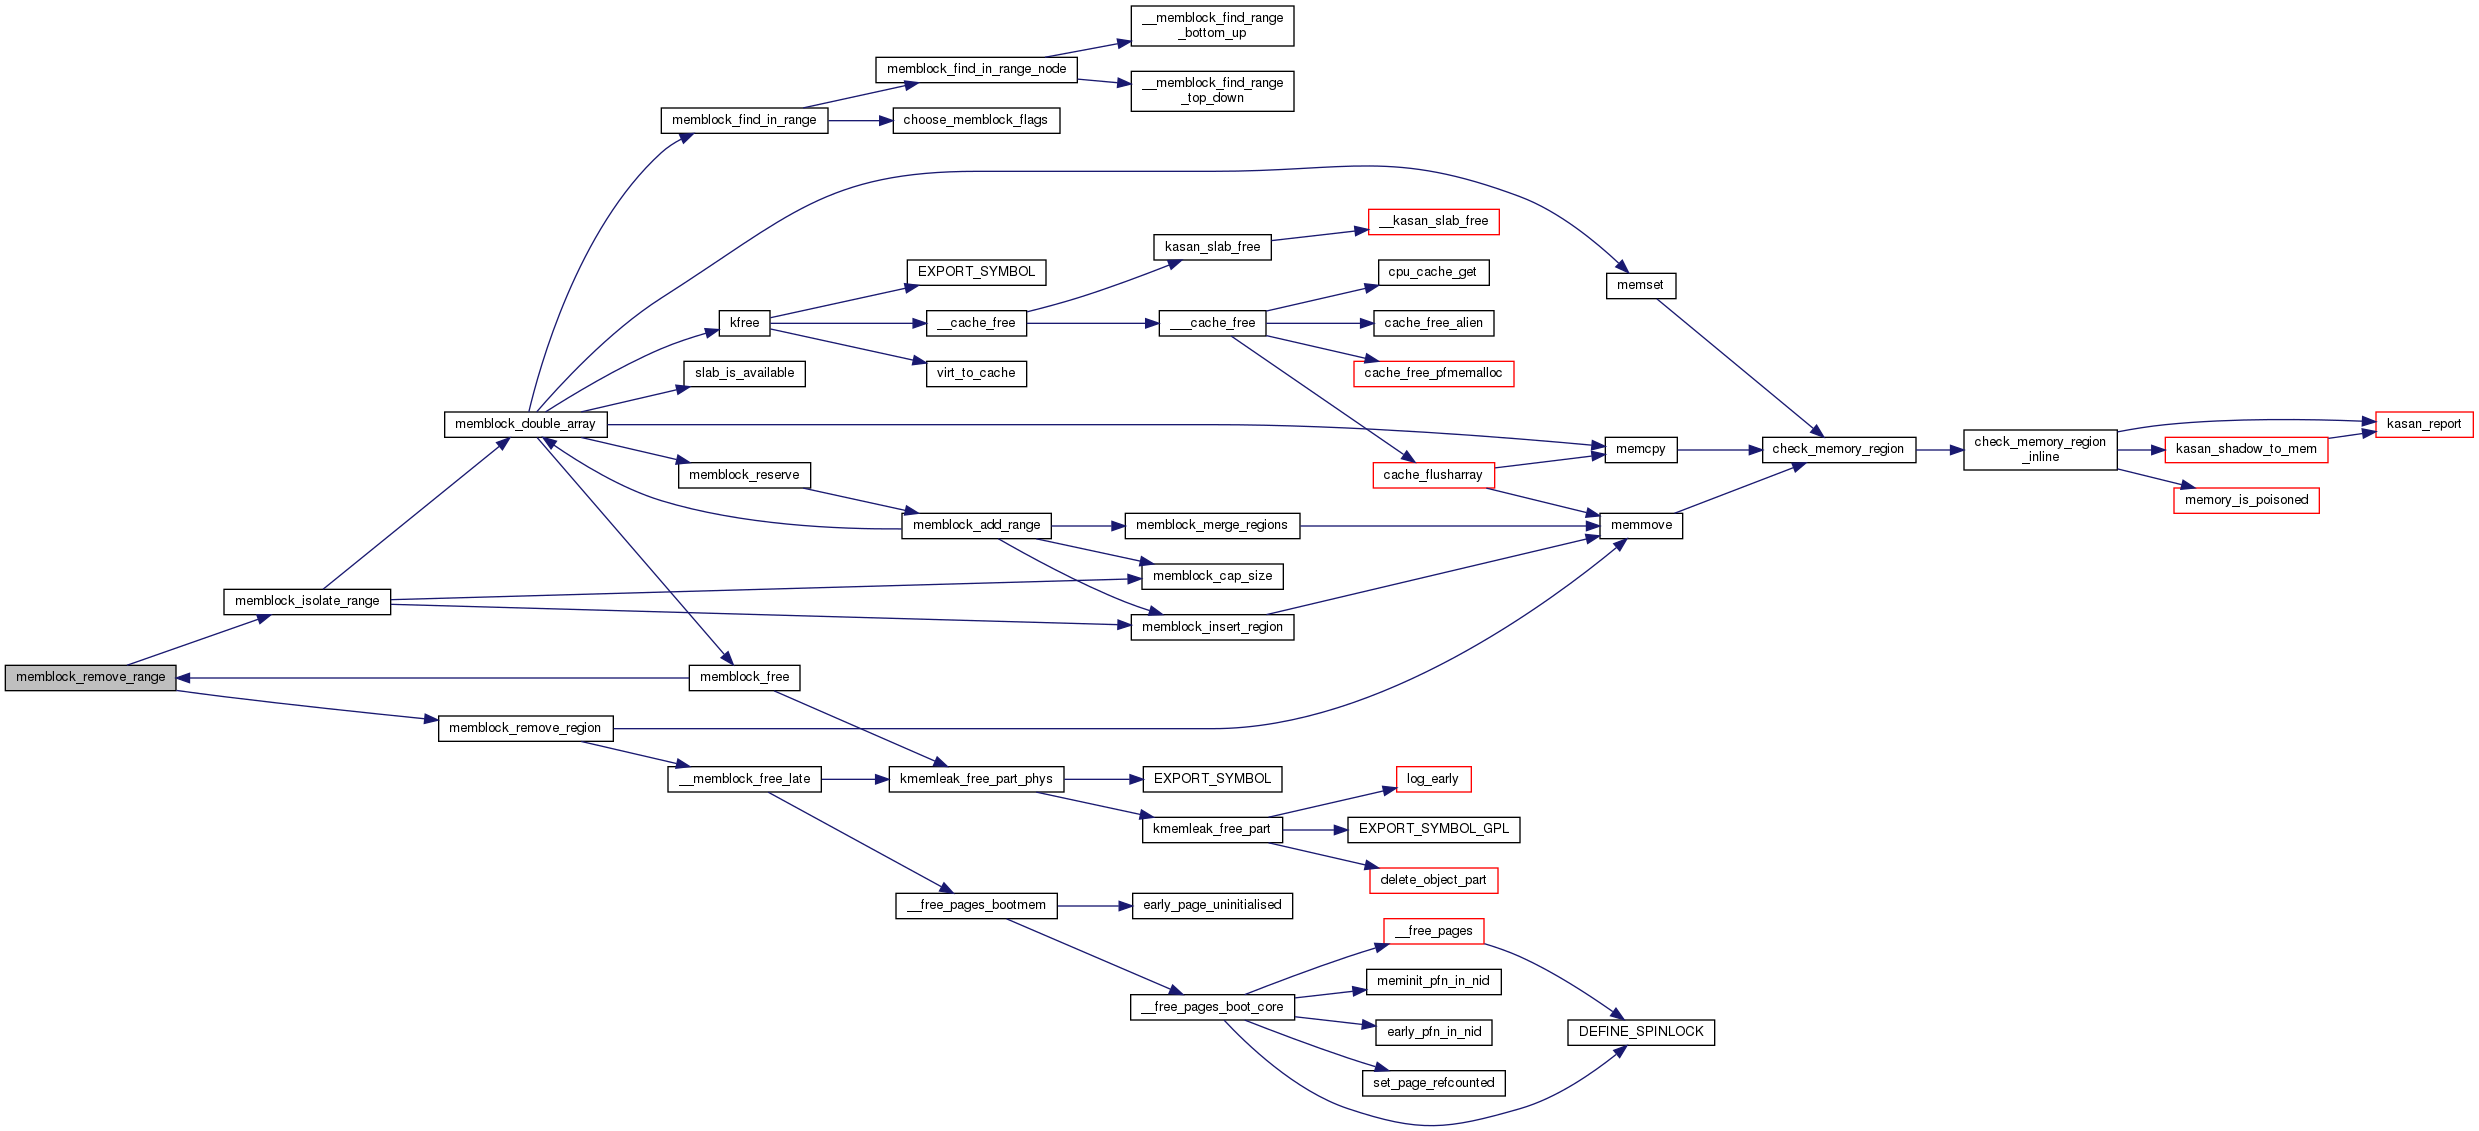 __memblock_find_range
_bottom_up
memblock_find_in_range_node
__memblock_find_range
_top_down
memblock_find_in_range
choose_memblock_flags
__kasan_slab_free
kasan_slab_free
EXPORT_SYMBOL
cpu_cache_get
memset
kfree
__cache_free
___cache_free
cache_free_alien
slab_is_available
virt_to_cache
cache_free_pfmemalloc
memblock_double_array
kasan_report
memcpy
check_memory_region
check_memory_region
_inline
kasan_shadow_to_mem
memblock_reserve
cache_flusharray
memory_is_poisoned
memblock_add_range
memblock_merge_regions
memmove
memblock_cap_size
memblock_isolate_range
memblock_insert_region
memblock_remove_range
memblock_free
memblock_remove_region
__memblock_free_late
kmemleak_free_part_phys
EXPORT_SYMBOL
log_early
kmemleak_free_part
EXPORT_SYMBOL_GPL
delete_object_part
__free_pages_bootmem
early_page_uninitialised
__free_pages
meminit_pfn_in_nid
__free_pages_boot_core
early_pfn_in_nid
DEFINE_SPINLOCK
set_page_refcounted